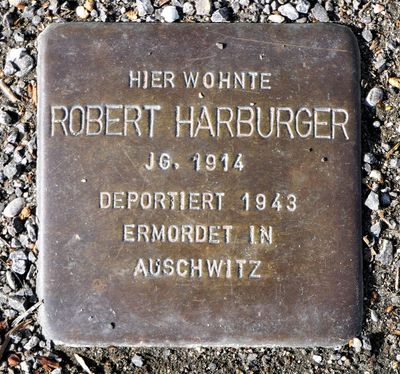 HIER WOHNTE
ROBERT HARBURGER
JG. 1914
DEPORTIERT 1943
ERMORDET IN
AUSCHWITZ